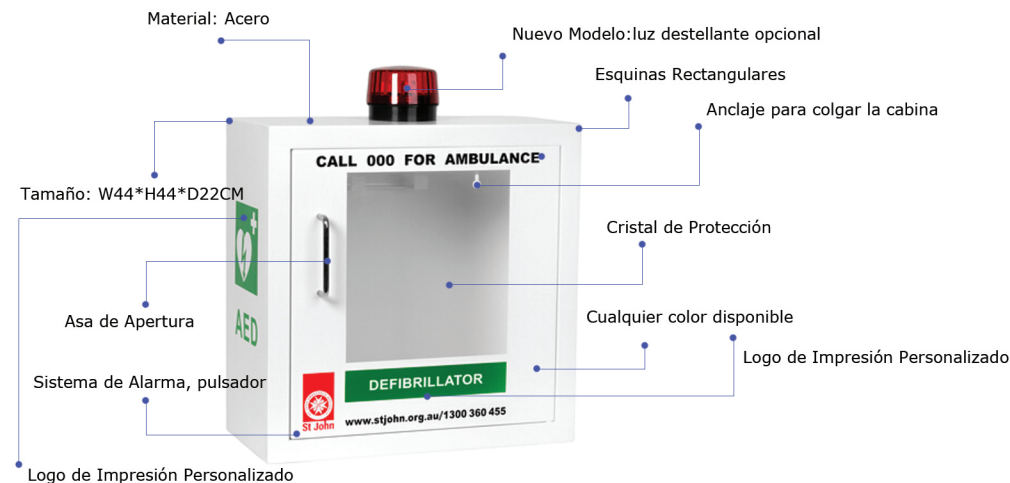 Material: Acero
Nuevo Modelo:luz destellante opcional
Esquinas Rectangulares
Anclaje para colgar la cabina
CALL 000 FOR AMBULANCE
Tamaño: W44*H44*D22CM
Cristal de Protección
Asa de Apertura
AED
Cualquier color disponible
Logo de Impresión Personalizado
Sistema de Alarma, pulsador
DEFIBRILLATOR
St John
www.stjohn.org.au/1300 360 455
Logo de Impresión Personalizado